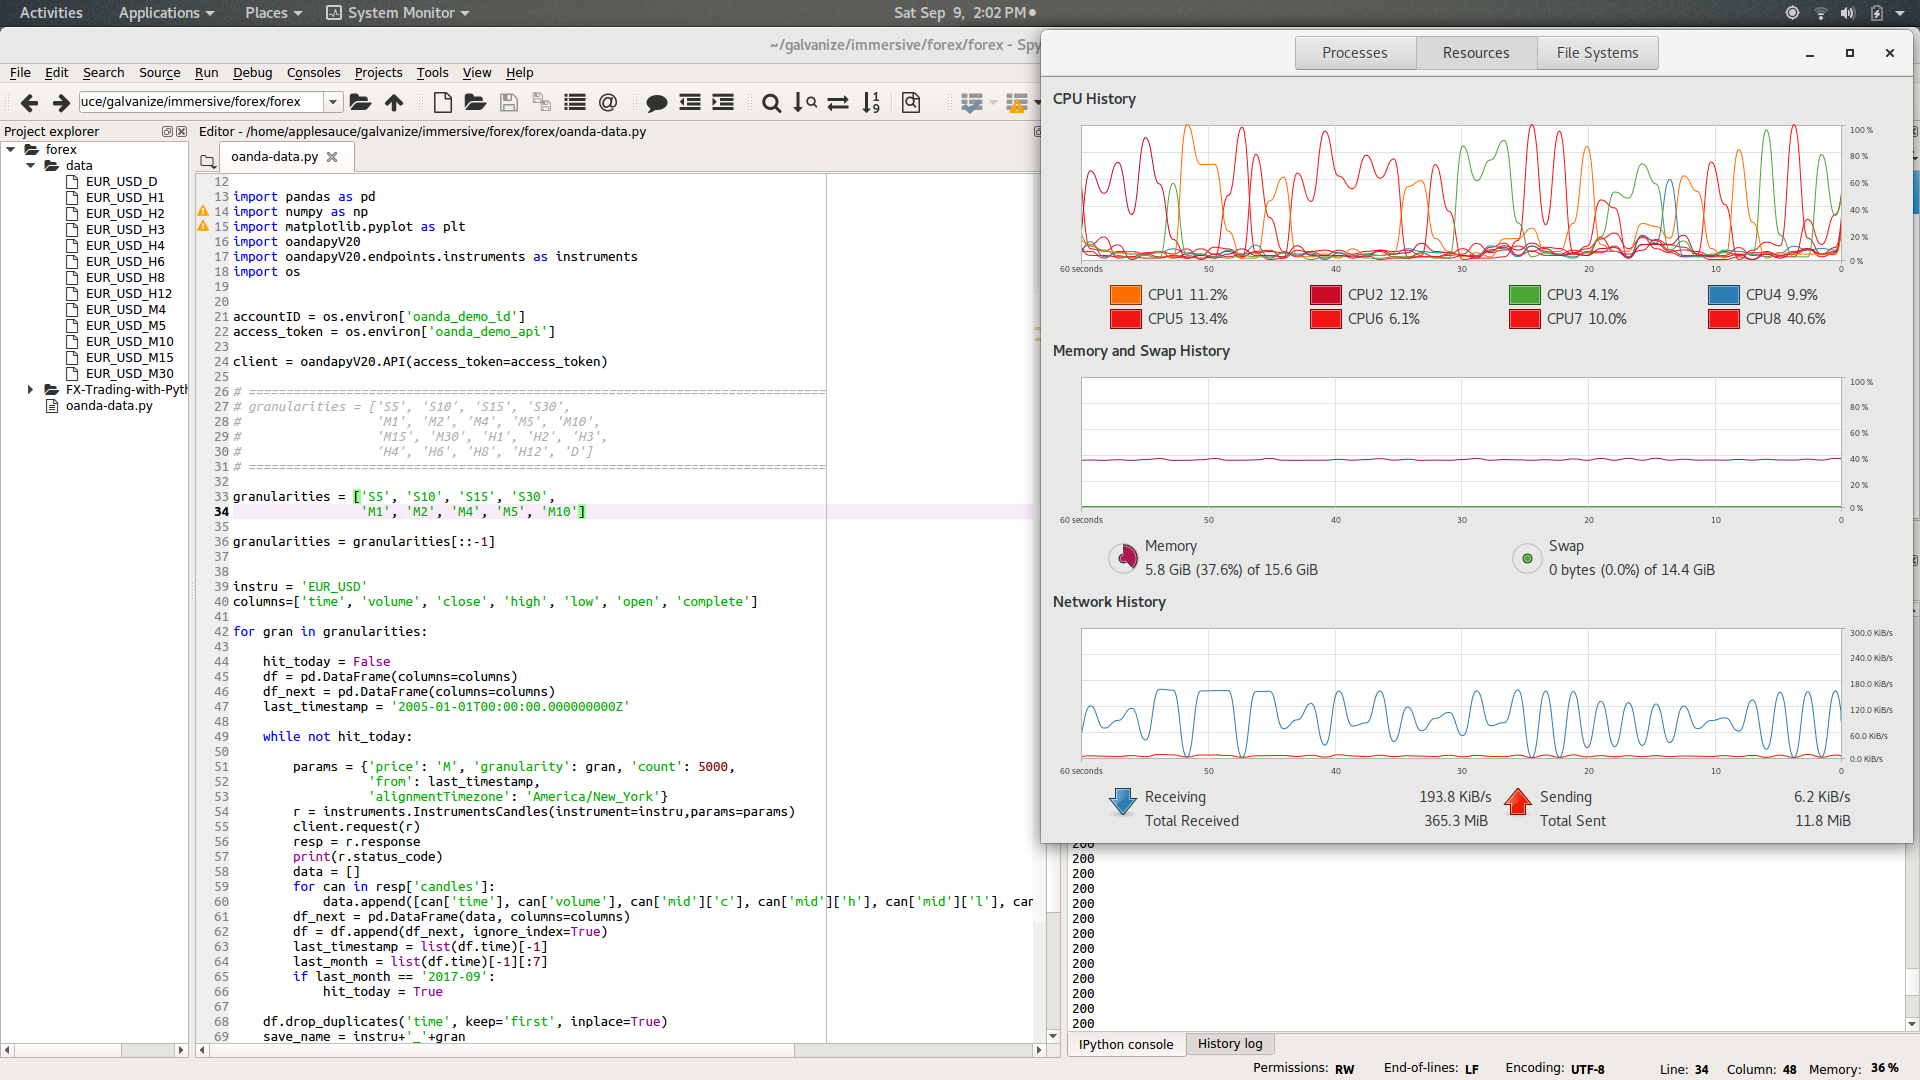 Activities Applications Places System Monitor Sat Sep 9, 2:02 PM
~/galvanize/immersive/forex/forex - Spy
File Edit Search Source Run Debug Consoles Projects Tools View Help
uce/galvanize/immersive/forex/forex
Project explorer
forex
data
EUR_USD_D
EUR_USD_H1
EUR_USD_H2
EUR_USD_H3
EUR_USD_H4
EUR_USD_H6
EUR_USD_H8
EUR_USD_H12
EUR_USD_M4
EUR_USD_M5
EUR_USD_M10
EUR_USD_M15
EUR_USD_M30
FX-Trading-with-Pyth
oanda-data.py
Editor - /home/applesauce/galvanize/immersive/forex/forex/oanda-data.py
oanda-data.py
12
13 import pandas as pd
14 import numpy as np
15 import matplotlib.pyplot as plt
16 import oandapyV20
17 import oandapyV20.endpoints.instruments as instruments
18 import os
19
20
21 accountID = os.environ['oanda_demo_id']
22 access_token = os.environ['oanda_demo_api']
23
24 client = oandapyV20.API(access_token=access_token)
25
26 # =============================================================================
27 # granularities = ['S5', 'S10', 'S15', 'S30',
28 #                  'M1', 'M2', 'M4', 'M5', 'M10',
29 #                  'M15', 'M30', 'H1', 'H2', 'H3',
30 #                  'H4', 'H6', 'H8', 'H12', 'D']
31 # =============================================================================
32
33 granularities = ['S5', 'S10', 'S15', 'S30',
34                  'M1', 'M2', 'M4', 'M5', 'M10']
35
36 granularities = granularities[::-1]
37
38
39 instru = 'EUR_USD'
40 columns=['time', 'volume', 'close', 'high', 'low', 'open', 'complete']
41
42 for gran in granularities:
43
44     hit_today = False
45     df = pd.DataFrame(columns=columns)
46     df_next = pd.DataFrame(columns=columns)
47     last_timestamp = '2005-01-01T00:00:00.000000000Z'
48
49     while not hit_today:
50
51         params = {'price': 'M', 'granularity': gran, 'count': 5000,
52                   'from': last_timestamp,
53                   'alignmentTimezone': 'America/New_York'}
54         r = instruments.InstrumentsCandles(instrument=instru,params=params)
55         client.request(r)
56         resp = r.response
57         print(r.status_code)
58         data = []
59         for can in resp['candles']:
60             data.append([can['time'], can['volume'], can['mid']['c'], can['mid']['h'], can['mid']['l'], can
61         df_next = pd.DataFrame(data, columns=columns)
62         df = df.append(df_next, ignore_index=True)
63         last_timestamp = list(df.time)[-1]
64         last_month = list(df.time)[-1][:7]
65         if last_month == '2017-09':
66             hit_today = True
67
68     df.drop_duplicates('time', keep='first', inplace=True)
69     save_name = instru+'_'+gran
Processes Resources File Systems
CPU History
100 %
80 %
60 %
40 %
20 %
0 %
60 seconds 50 40 30 20 10 0
CPU1 11.2% CPU2 12.1% CPU3 4.1% CPU4 9.9%
CPU5 13.4% CPU6 6.1% CPU7 10.0% CPU8 40.6%
Memory and Swap History
100 %
80 %
60 %
40 %
20 %
0 %
60 seconds 50 40 30 20 10 0
Memory Swap
5.8 GiB (37.6%) of 15.6 GiB 0 bytes (0.0%) of 14.4 GiB
Network History
300.0 KiB/s
240.0 KiB/s
180.0 KiB/s
120.0 KiB/s
60.0 KiB/s
0.0 KiB/s
60 seconds 50 40 30 20 10 0
Receiving 193.8 KiB/s Sending 6.2 KiB/s
Total Received 365.3 MiB Total Sent 11.8 MiB
200
200
200
200
200
200
200
200
200
200
200
200
200
IPython console History log
Permissions: RW End-of-lines: LF Encoding: UTF-8 Line: 34 Column: 48 Memory: 36 %